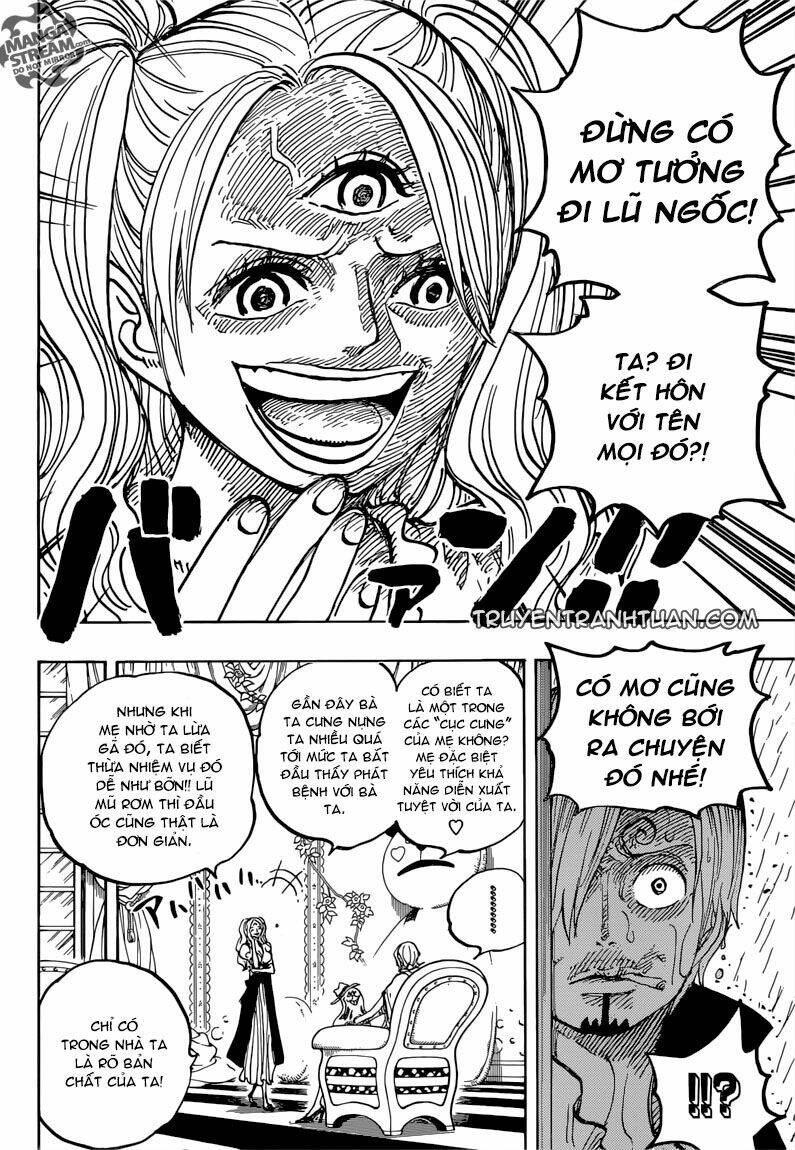 MANGA
STREAM.com
DO NOT MIRROR
ĐỪNG CÓ
MƠ TƯỞNG
ĐI LŨ NGỐC!
TA? ĐI
KẾT HÔN
VỚI TÊN
MỌI ĐÓ?!
バァン!!
TRUYENTRANHTUAN.COM
CÓ MƠ CŨNG
KHÔNG BỚI
RA CHUYỆN
ĐÓ NHÉ!
CÓ BIẾT TA
LÀ MỘT TRONG
CÁC “CỤC CƯNG”
CỦA MẸ KHÔNG?
MẸ ĐẶC BIỆT
YÊU THÍCH KHẢ
NĂNG DIỄN XUẤT
TUYỆT VỜI CỦA TA.
♡
GẦN ĐÂY BÀ
TA CƯNG NỰNG
TA NHIỀU QUÁ
TỚI MỨC TA BẮT
ĐẦU THẤY PHÁT
BỆNH VỚI BÀ
TA.
NHƯNG KHI
MẸ NHỜ TA LỪA
GÃ ĐÓ, TA BIẾT
THỪA NHIỆM VỤ ĐÓ
DỄ NHƯ BỠN!! LŨ
MŨ RƠM THÌ ĐẦU
ÓC CŨNG THẬT LÀ
ĐƠN GIẢN.
CHỈ CÓ
TRONG NHÀ TA
LÀ RÕ BẢN
CHẤT CỦA TA!
!!?